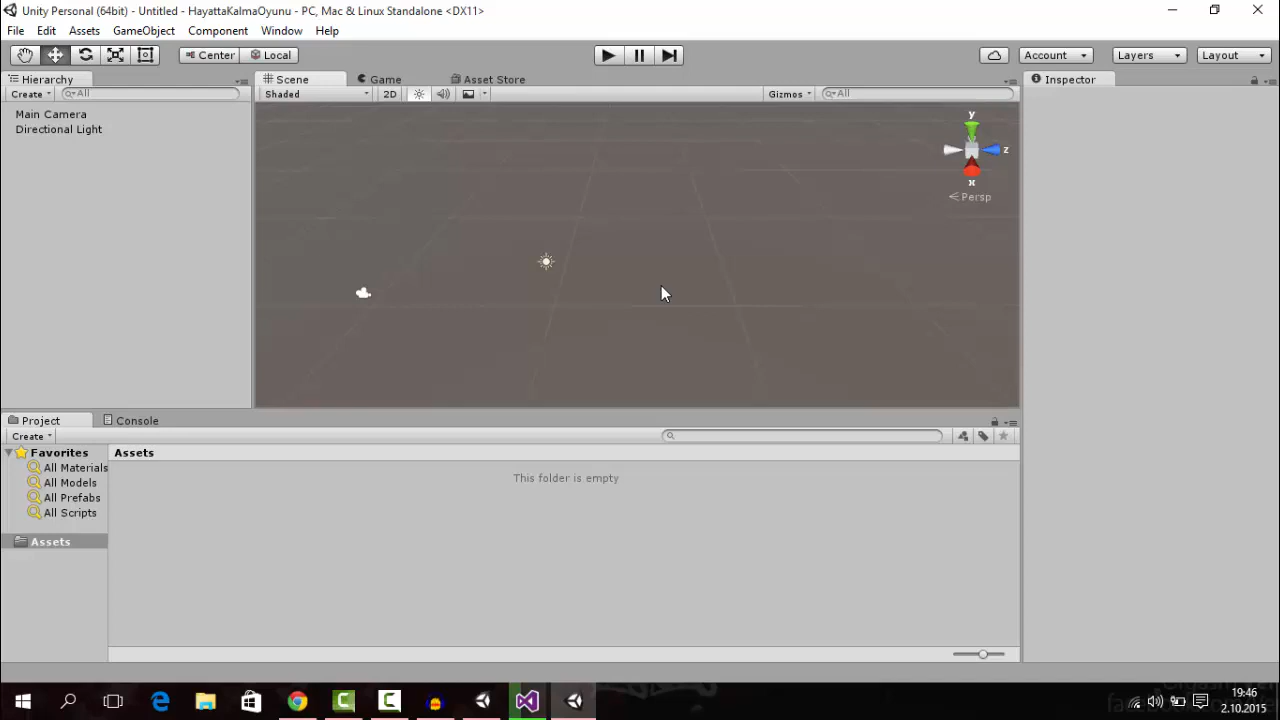 Unity Personal (64bit) - Untitled - HayattaKalmaOyunu - PC, Mac & Linux Standalone <DX11>
File Edit Assets GameObject Component Window Help
Center Local Account Layers Layout
Hierarchy Scene Game Asset Store Inspector
Create All Shaded 2D Gizmos All
Main Camera
Directional Light
y
z
x
Persp
Project Console
Create
Favorites Assets
All Materials
All Models
All Prefabs
All Scripts
This folder is empty
Assets
19:46
2.10.2015